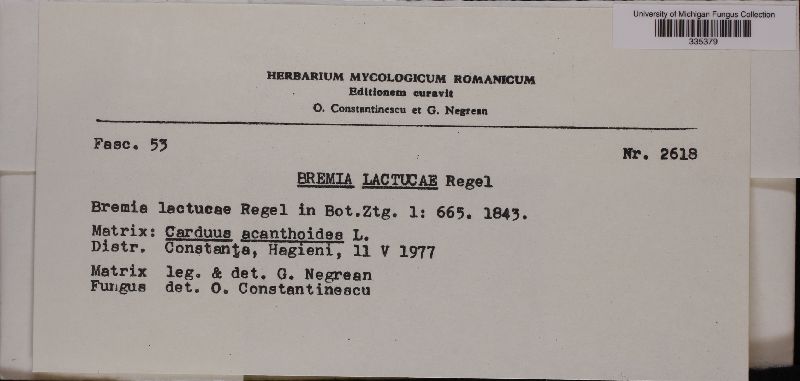 University of Michigan Fungus Collection
335379
HERBARIUM MYCOLOGICUM ROMANICUM
Editionem curavit
O. Constantinescu et G. Negrean
Fasc. 53
Nr. 2618
BREMIA LACTUCAE Regel
Bremia lactucae Regel in Bot.Ztg. 1: 665. 1843.
Matrix: Carduus acanthoides L.
Distr. Constanţa, Hagieni, 11 V 1977
Matrix leg. & det. G. Negrean
Fungus det. O. Constantinescu